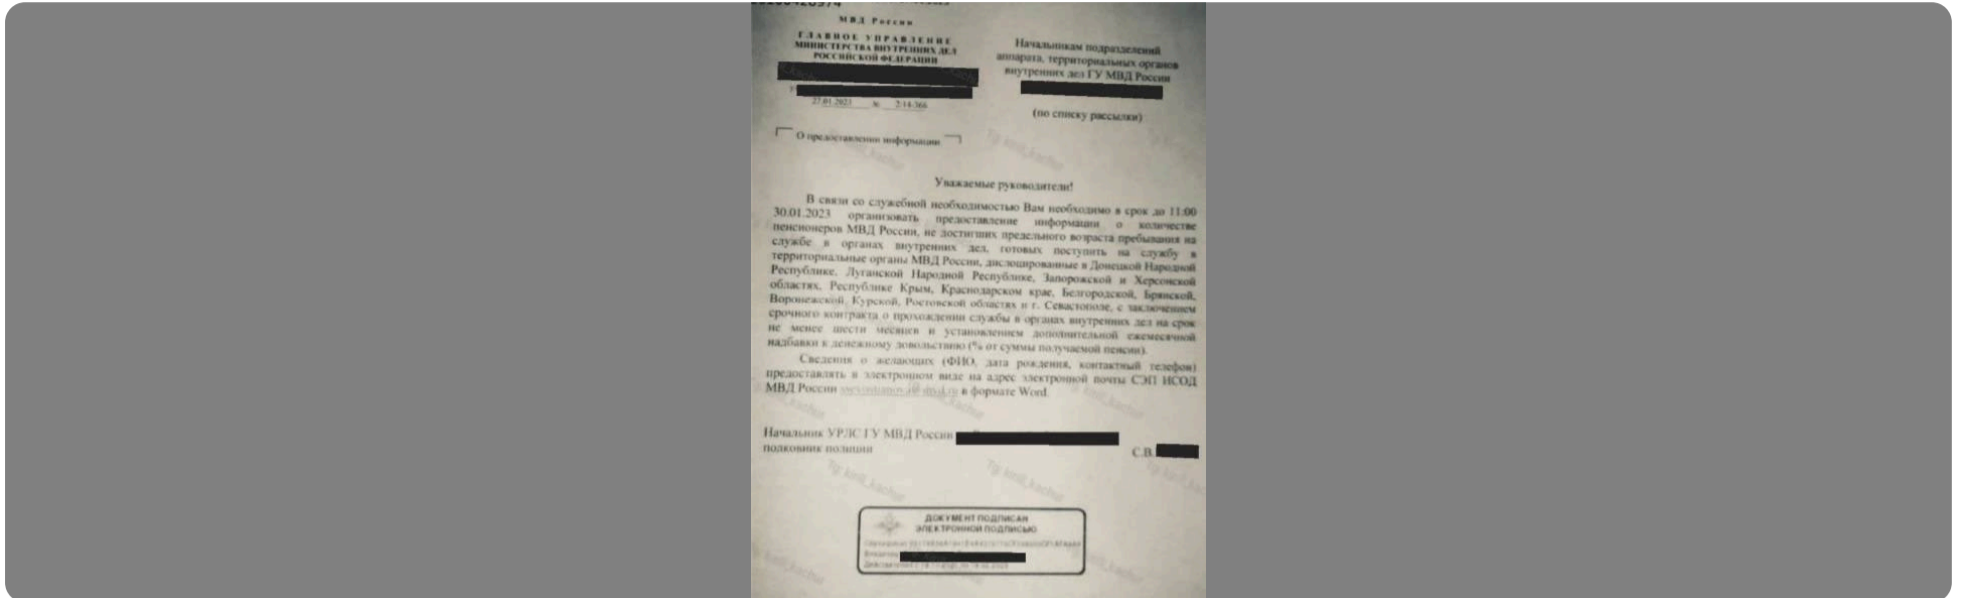 МВД России
ГЛАВНОЕ УПРАВЛЕНИЕ
МИНИСТЕРСТВА ВНУТРЕННИХ ДЕЛ
РОССИЙСКОЙ ФЕДЕРАЦИИ
27.01.2023 №
Начальникам подразделений
аппарата, территориальных органов
внутренних дел ГУ МВД России
(по списку рассылки)
О предоставлении информации
Уважаемые руководители!
В связи со служебной необходимостью Вам необходимо в срок до 11:00
30.01.2023 организовать предоставление информации о количестве
пенсионеров МВД России, не достигших предельного возраста пребывания на
службе в органах внутренних дел, готовых поступить на службу в
территориальные органы МВД России, дислоцированные в Донецкой Народной
Республике, Луганской Народной Республике, Запорожской и Херсонской
областях, Республике Крым, Краснодарском крае, Белгородской, Брянской,
Воронежской, Курской, Ростовской областях и г. Севастополе, с заключением
срочного контракта о прохождении службы в органах внутренних дел на срок
не менее шести месяцев и установлением дополнительной ежемесячной
надбавки к денежному довольствию (% от суммы получаемой пенсии).
Сведения о желающих (ФИО, дата рождения, контактный телефон)
предоставлять в электронном виде на адрес электронной почты СЭП ИСОД
МВД России в формате Word.
Начальник УРЛС ГУ МВД России
полковник полиции
С.В.
ДОКУМЕНТ ПОДПИСАН
ЭЛЕКТРОННОЙ ПОДПИСЬЮ
Tg: kirill_kachur